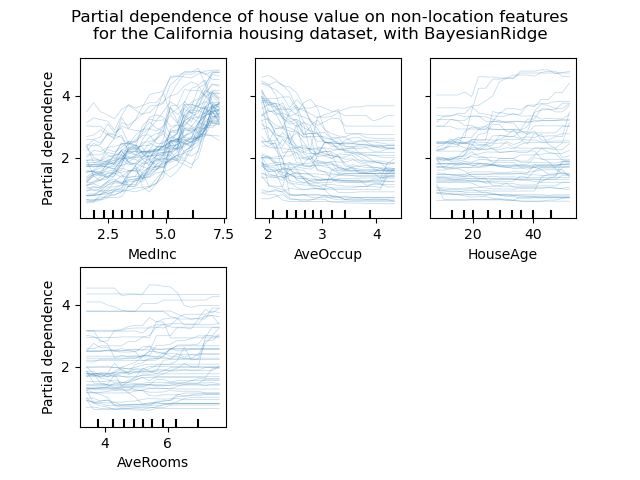 Partial dependence of house value on non-location features
for the California housing dataset, with BayesianRidge
Partial dependence
4
2
2.5 5.0 7.5
MedInc
2 3 4
AveOccup
20 40
HouseAge
Partial dependence
4
2
4 6
AveRooms